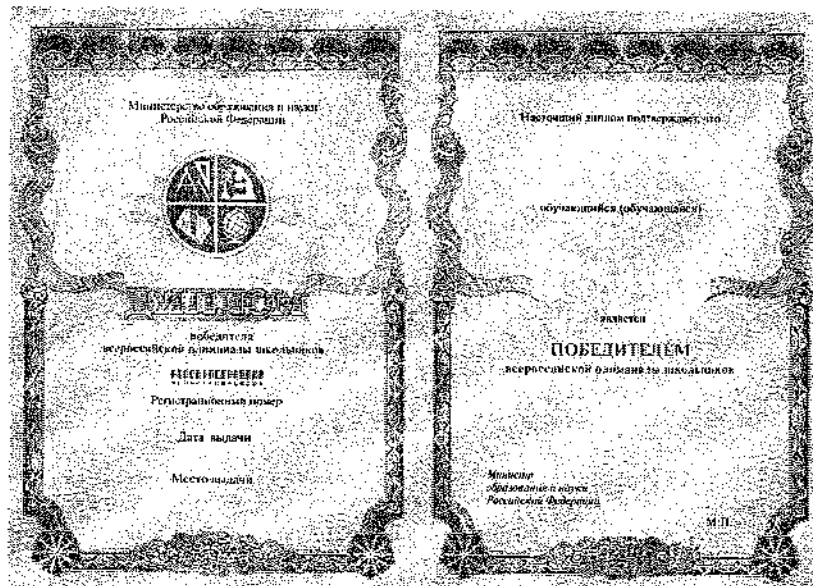 Министерство образования и науки
Российской Федерации
ДИПЛОМ
победителя
всероссийской олимпиады школьников
Регистрационный номер
Дата выдачи
Место выдачи
Настоящий диплом подтверждает, что
обучающийся (обучающаяся)
является
ПОБЕДИТЕЛЕМ
всероссийской олимпиады школьников
Министр
образования и науки
Российской Федерации
М.П.